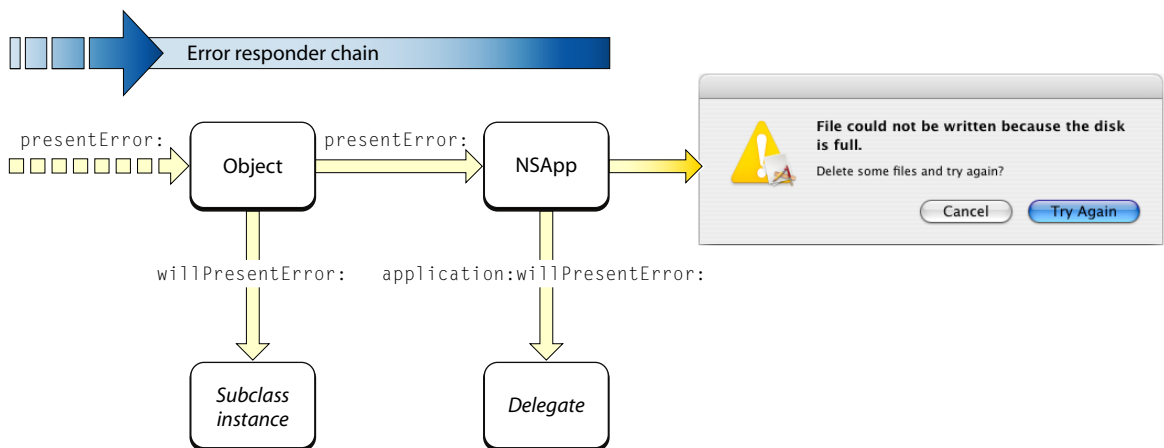 Error responder chain
presentError:
Object
presentError:
NSApp
File could not be written because the disk
is full.
Delete some files and try again?
Cancel
Try Again
willPresentError:
application:willPresentError:
Subclass
instance
Delegate